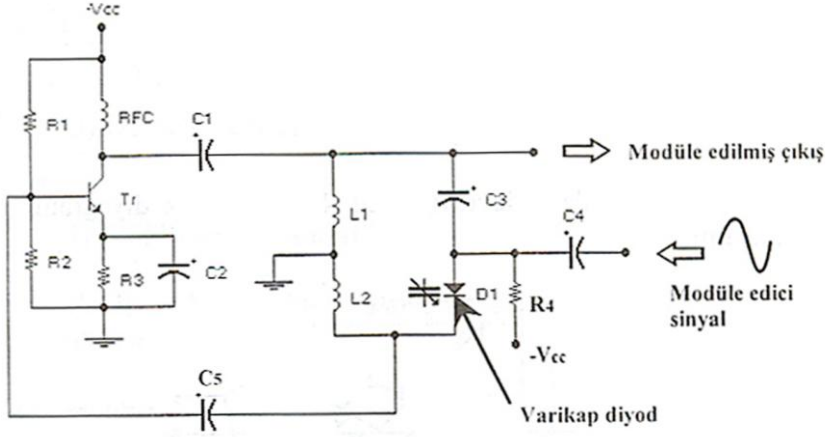 -Vcc
R1
RFC
C1
Modüle edilmiş çıkış
Tr
L1
C3
C4
R2
R3
C2
L2
D1
R4
Modüle edici
sinyal
-Vcc
C5
Varikap diyod